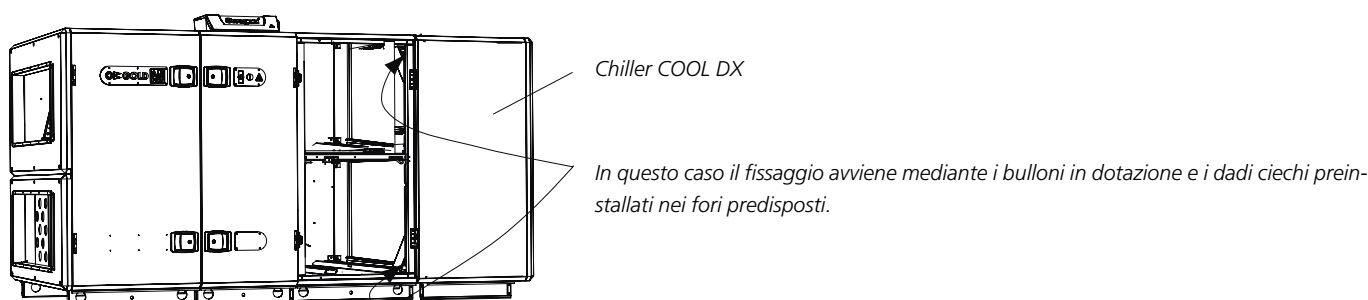 GOLD
Chiller COOL DX
In questo caso il fissaggio avviene mediante i bulloni in dotazione e i dadi ciechi prein-
stallati nei fori predisposti.